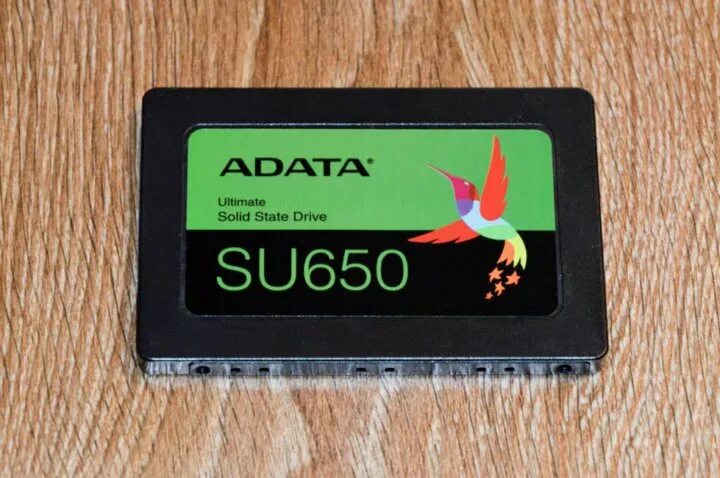 ADATA®
Ultimate
Solid State Drive
SU650